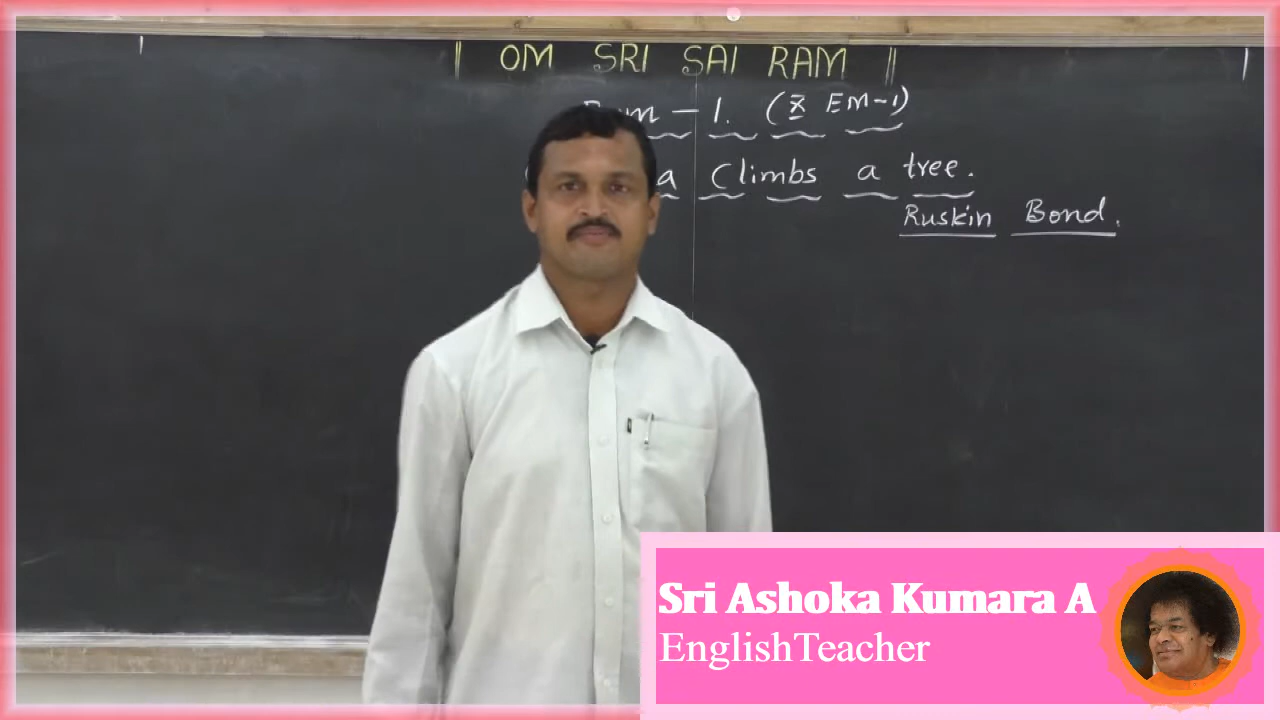 || OM SRI SAI RAM ||
– 1. (X EM-1)
a Climbs a tree.
Ruskin Bond.
Sri Ashoka Kumara A
EnglishTeacher